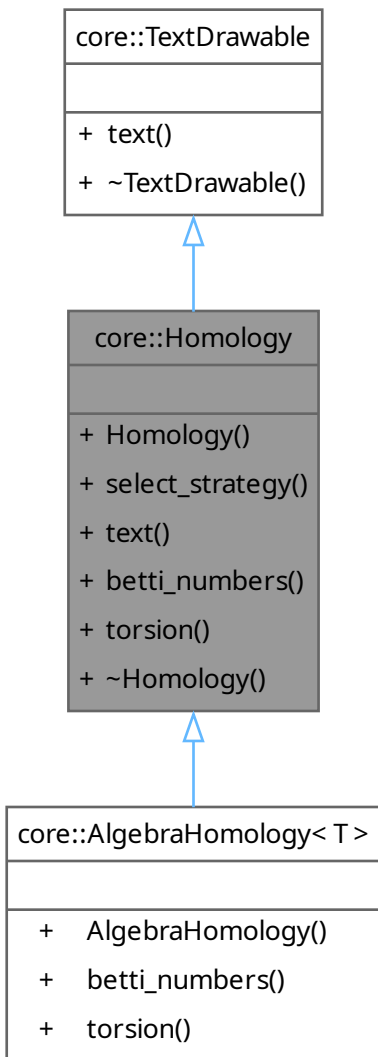 core::TextDrawable
+ text()
+ ~TextDrawable()
core::Homology
+ Homology()
+ select_strategy()
+ text()
+ betti_numbers()
+ torsion()
+ ~Homology()
core::AlgebraHomology< T >
+ AlgebraHomology()
+ betti_numbers()
+ torsion()